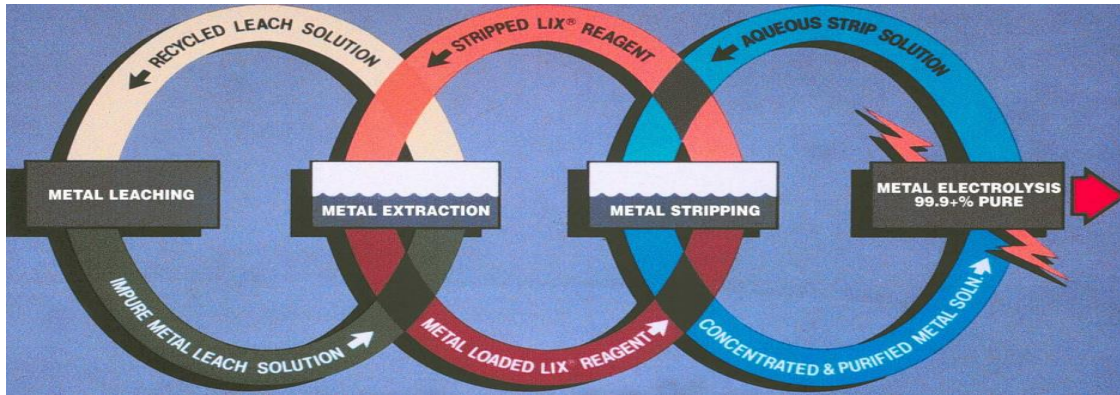 RECYCLED LEACH SOLUTION
STRIPPED LIX® REAGENT
AQUEOUS STRIP SOLUTION
METAL LEACHING
METAL EXTRACTION
METAL STRIPPING
METAL ELECTROLYSIS
99.9+% PURE
IMPURE METAL LEACH SOLUTION
METAL LOADED LIX® REAGENT
CONCENTRATED & PURIFIED METAL SOLN.